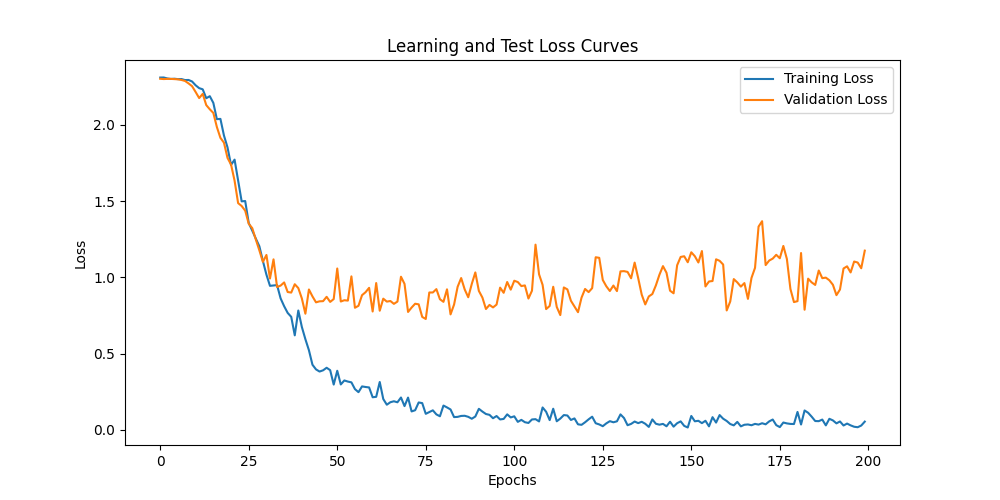 Learning and Test Loss Curves
Training Loss
Validation Loss
2.0
1.5
1.0
0.5
0.0
Loss
0 25 50 75 100 125 150 175 200
Epochs